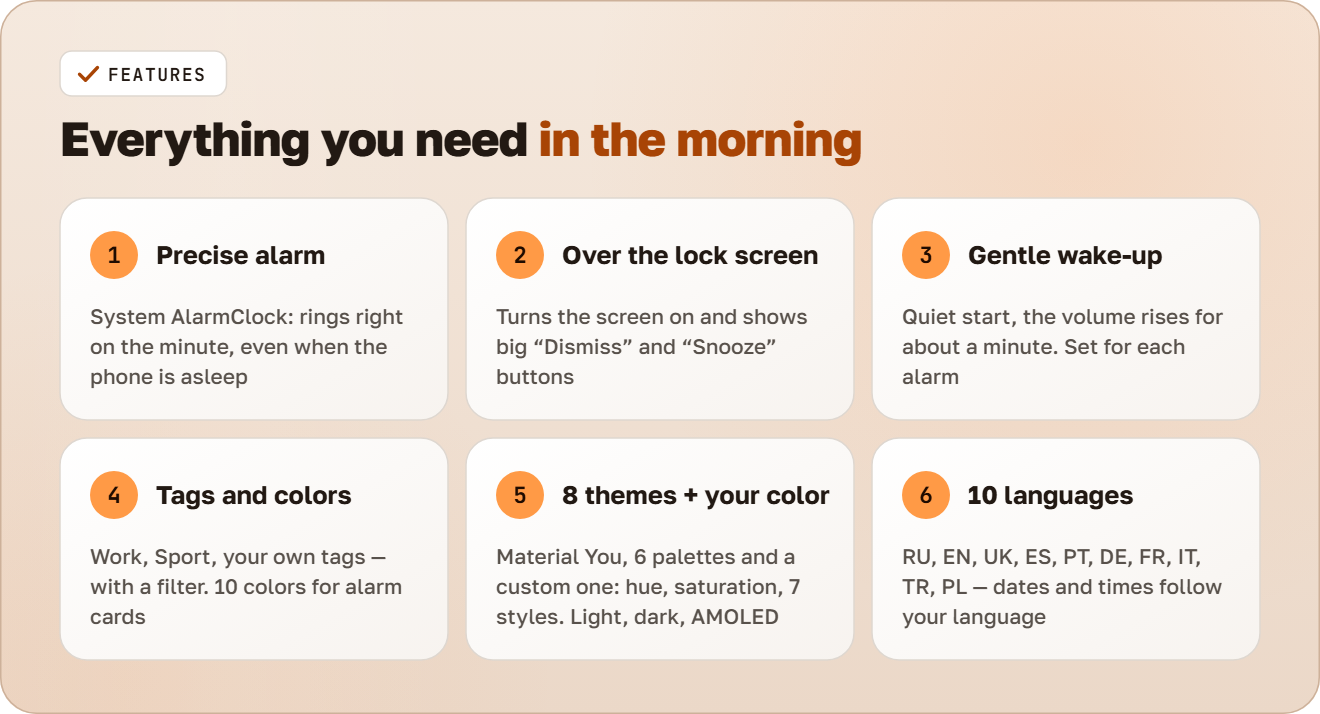 FEATURES
Everything you need in the morning
1 Precise alarm
System AlarmClock: rings right
on the minute, even when the
phone is asleep
2 Over the lock screen
Turns the screen on and shows
big “Dismiss” and “Snooze”
buttons
3 Gentle wake-up
Quiet start, the volume rises for
about a minute. Set for each
alarm
4 Tags and colors
Work, Sport, your own tags —
with a filter. 10 colors for alarm
cards
5 8 themes + your color
Material You, 6 palettes and a
custom one: hue, saturation, 7
styles. Light, dark, AMOLED
6 10 languages
RU, EN, UK, ES, PT, DE, FR, IT,
TR, PL — dates and times follow
your language